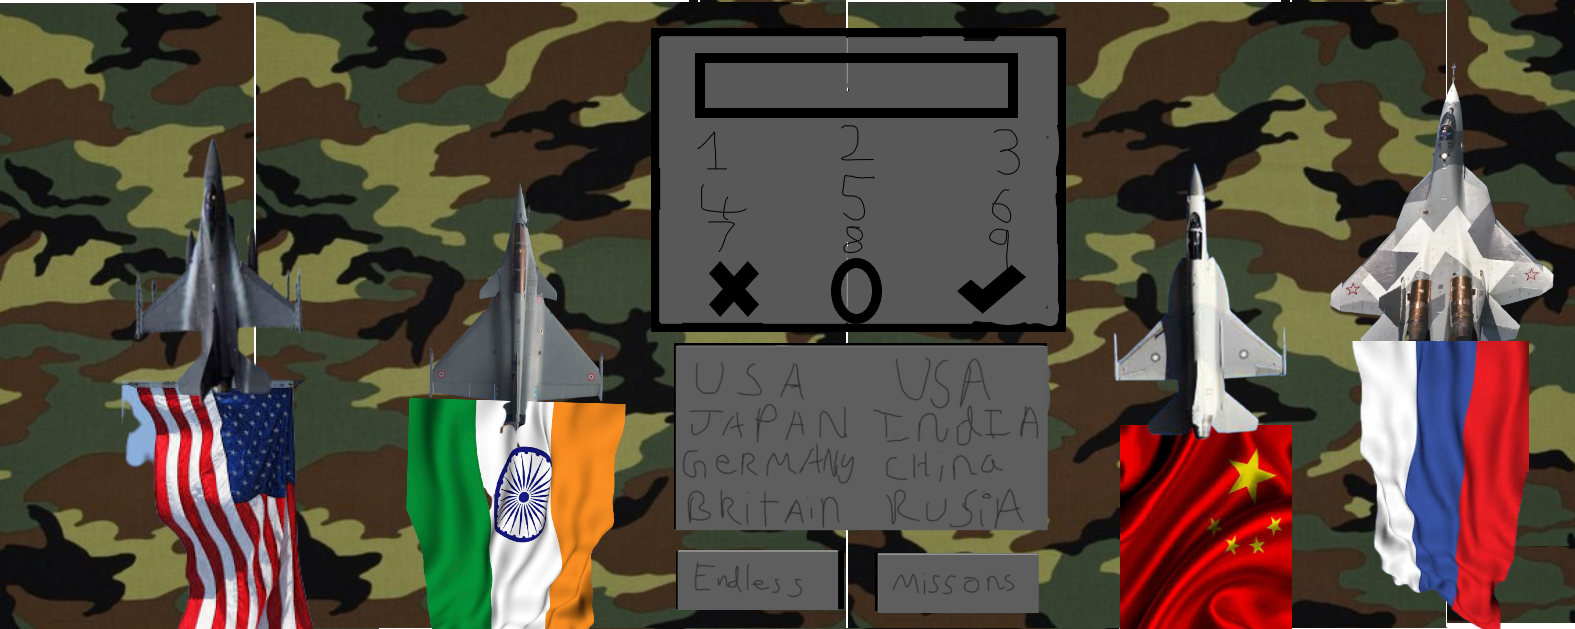 1 2 3
4 5 6
7 8 9
0
USA USA
JAPAN IndIA
GERMANy CHina
BRitain RUSiA
Endless Missons